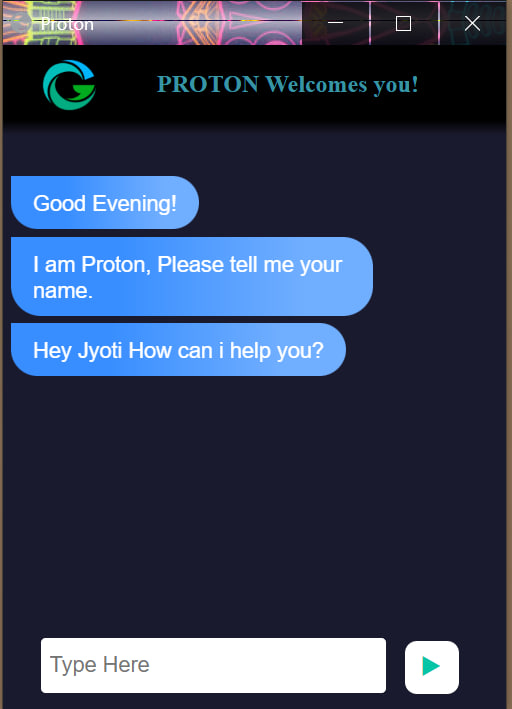 Proton
PROTON Welcomes you!
Good Evening!
I am Proton, Please tell me your
name.
Hey Jyoti How can i help you?
Type Here